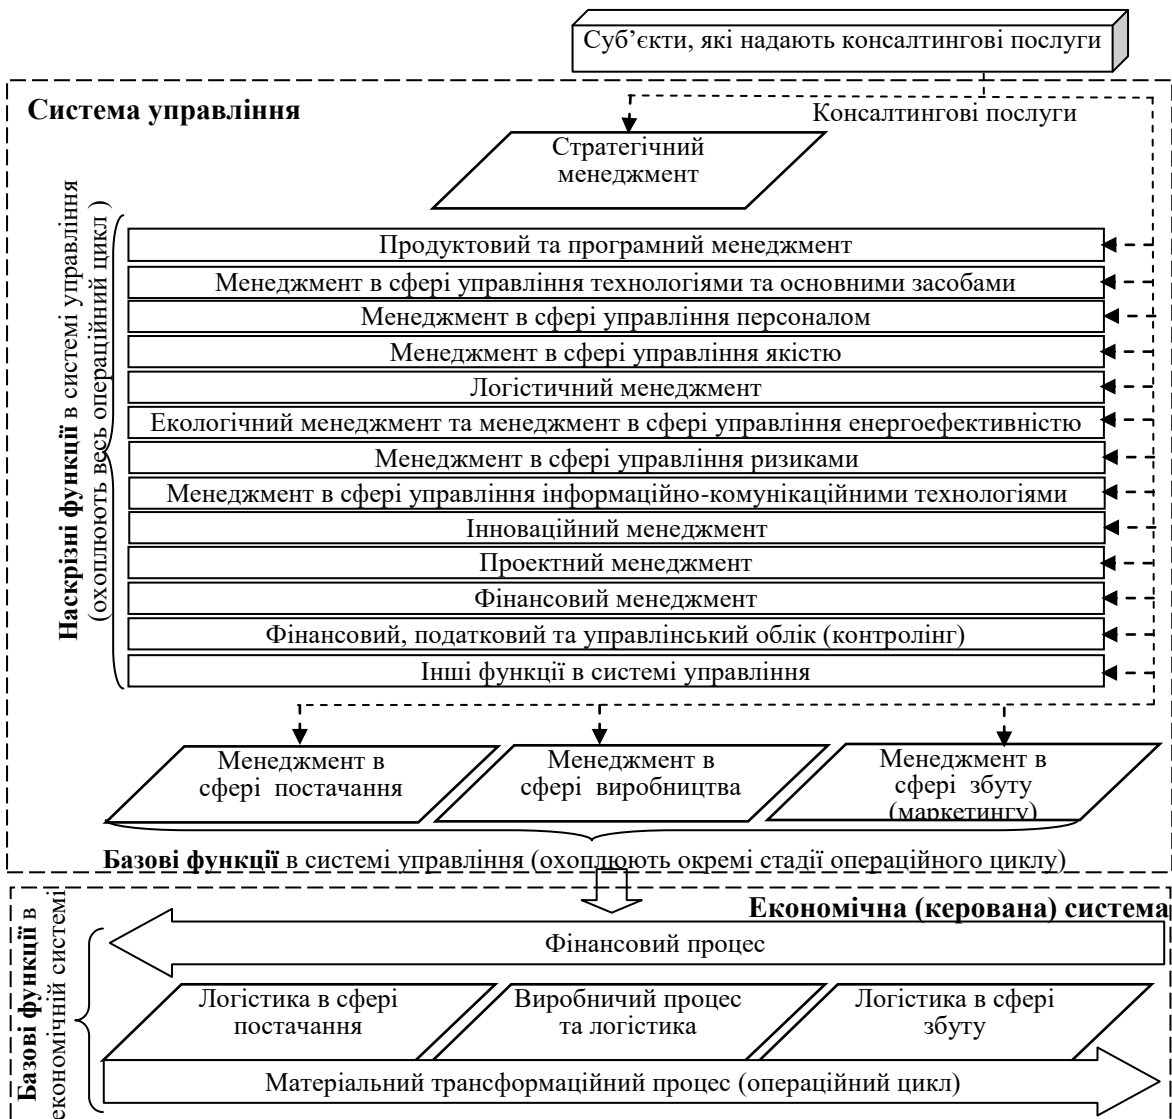 Суб’єкти, які надають консалтингові послуги
Система управління
Консалтингові послуги
Стратегічний
менеджмент
Наскрізні функції в системі управління
(охоплюють весь операційний цикл )
Продуктовий та програмний менеджмент
Менеджмент в сфері управління технологіями та основними засобами
Менеджмент в сфері управління персоналом
Менеджмент в сфері управління якістю
Логістичний менеджмент
Екологічний менеджмент та менеджмент в сфері управління енергоефективністю
Менеджмент в сфері управління ризиками
Менеджмент в сфері управління інформаційно-комунікаційними технологіями
Інноваційний менеджмент
Проектний менеджмент
Фінансовий менеджмент
Фінансовий, податковий та управлінський облік (контролінг)
Інші функції в системі управління
Менеджмент в
сфері постачання
Менеджмент в
сфері виробництва
Менеджмент в
сфері збуту
(маркетингу)
Базові функції в системі управління (охоплюють окремі стадії операційного циклу)
Економічна (керована) система
Базові функції в
економічній системі
Фінансовий процес
Логістика в сфері
постачання
Виробничий процес
та логістика
Логістика в сфері
збуту
Матеріальний трансформаційний процес (операційний цикл)